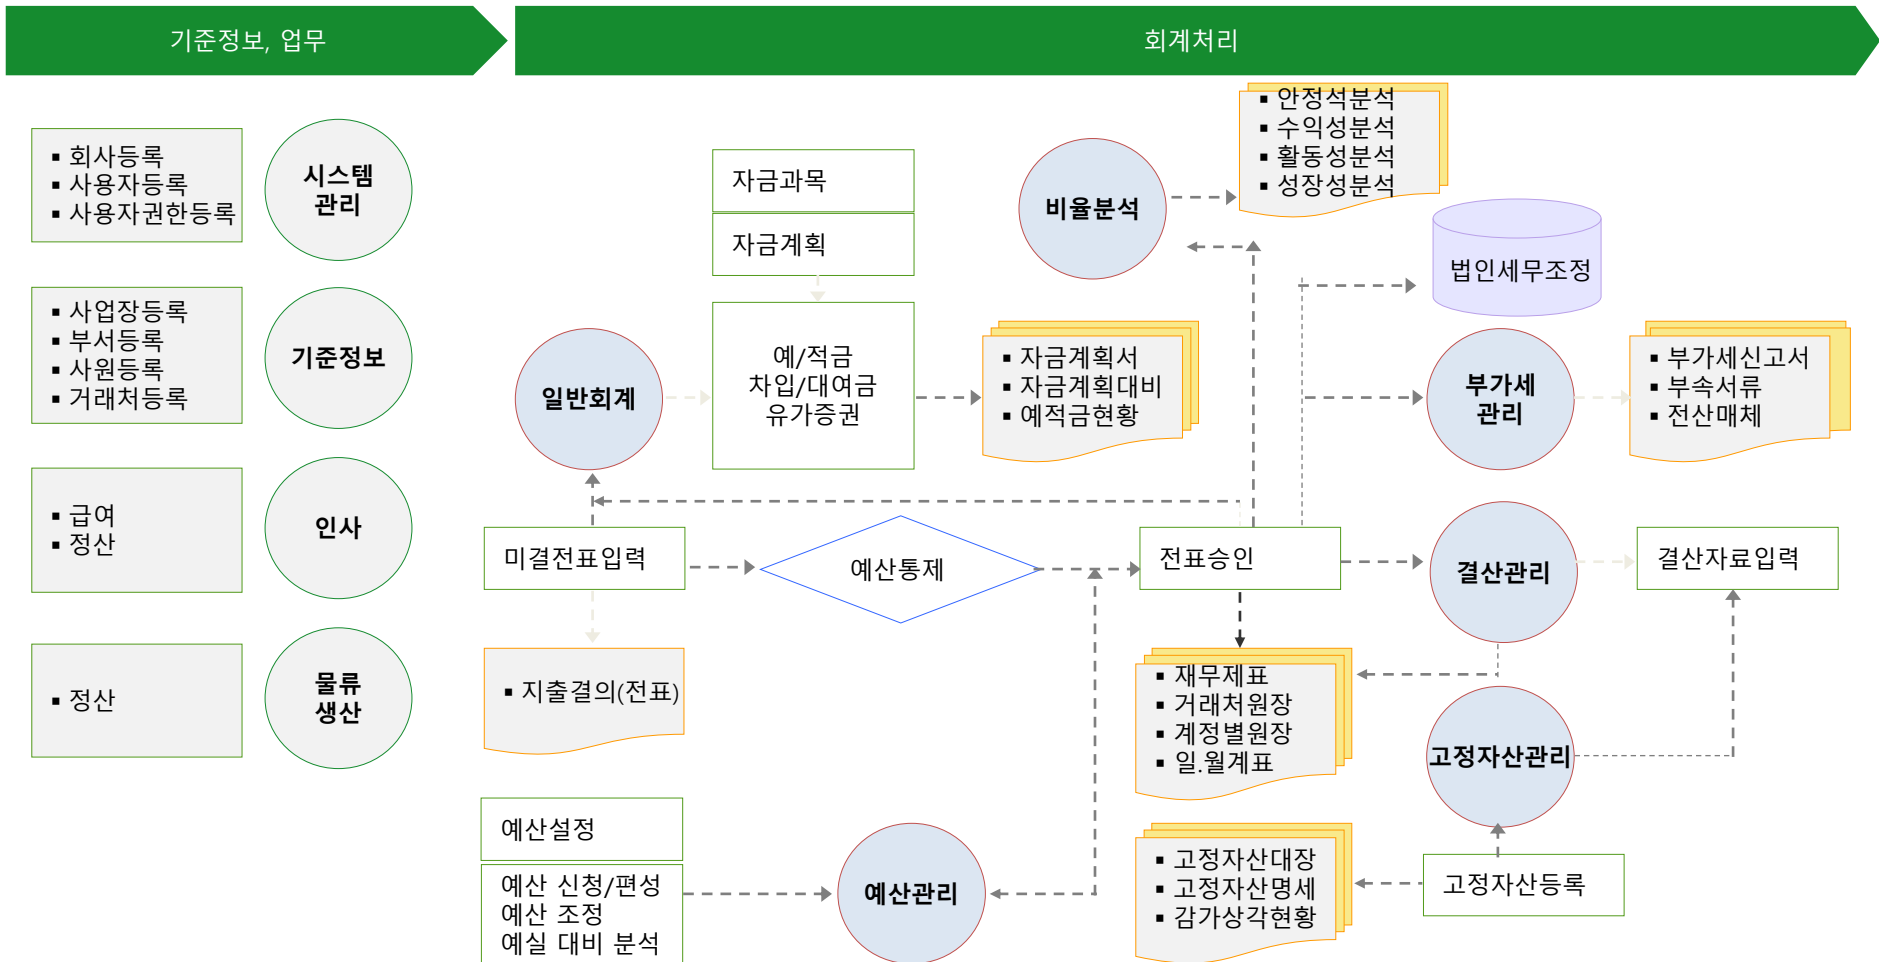 기준정보, 업무
회계처리
▪ 회사등록
▪ 사용자등록
▪ 사용자권한등록
시스템
관리
▪ 사업장등록
▪ 부서등록
▪ 사원등록
▪ 거래처등록
기준정보
▪ 급여
▪ 정산
인사
▪ 정산
물류
생산
자금과목
자금계획
예/적금
차입/대여금
유가증권
일반회계
▪ 자금계획서
▪ 자금계획대비
▪ 예적금현황
비율분석
▪ 안정석분석
▪ 수익성분석
▪ 활동성분석
▪ 성장성분석
법인세무조정
부가세
관리
▪ 부가세신고서
▪ 부속서류
▪ 전산매체
미결전표입력
예산통제
전표승인
결산관리
결산자료입력
▪ 지출결의(전표)
▪ 재무제표
▪ 거래처원장
▪ 계정별원장
▪ 일.월계표
고정자산관리
예산설정
예산 신청/편성
예산 조정
예실 대비 분석
예산관리
▪ 고정자산대장
▪ 고정자산명세
▪ 감가상각현황
고정자산등록